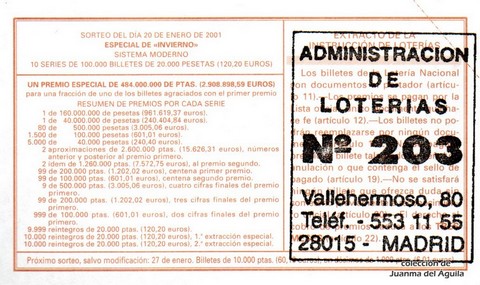 SORTEO DEL DÍA 20 DE ENERO DE 2001
ESPECIAL DE «INVIERNO»
SISTEMA MODERNO
10 SERIES DE 100.000 BILLETES DE 20.000 PESETAS (120,20 EUROS)
UN PREMIO ESPECIAL DE 484.000.000 DE PTAS. (2.908.898,59 EUROS)
para una fracción de uno de los billetes agraciados con el primer premio
RESUMEN DE PREMIOS POR CADA SERIE
1 de 160.000.000 de pesetas (961.619,37 euros).
1 de 40.000.000 de pesetas (240.404,84 euros).
80 de 500.000 pesetas (3.005,06 euros).
1.500 de 100.000 pesetas (601,01 euros).
5.000 de 40.000 pesetas (240,40 euros).
2 aproximaciones de 2.600.000 ptas. (15.626,31 euros), números
anterior y posterior al primer premio.
2 ídem de 1.260.000 ptas. (7.572,75 euros), al premio segundo.
99 de 200.000 ptas. (1.202,02 euros), centena primer premio.
99 de 100.000 ptas. (601,01 euros), centena segundo premio.
9 de 500.000 ptas. (3.005,06 euros), cuatro cifras finales del
primero.
99 de 200.000 ptas. (1.202,02 euros), tres cifras finales del
primero.
999 de 100.000 ptas. (601,01 euros), dos cifras finales del
primero.
9.999 reintegros de 20.000 ptas. (120,20 euros).
10.000 reintegros de 20.000 ptas. (120,20 euros), 1.ª extracción especial.
10.000 reintegros de 20.000 ptas. (120,20 euros), 2.ª extracción especial.
Próximo sorteo, salvo modificación: 27 de enero. Billetes de 10.000 ptas.
EXTRACTO DE LA
INSTRUCCIÓN DE LOTERÍAS
Los billetes de Lotería Nacional
son documentos al portador (artículo
ADMINISTRACION
DE
LOTERIAS
Nº 203
Vallehermoso, 80
Teléf. - 553 11 55
28015 - MADRID
colección de
Juanma del Aguila